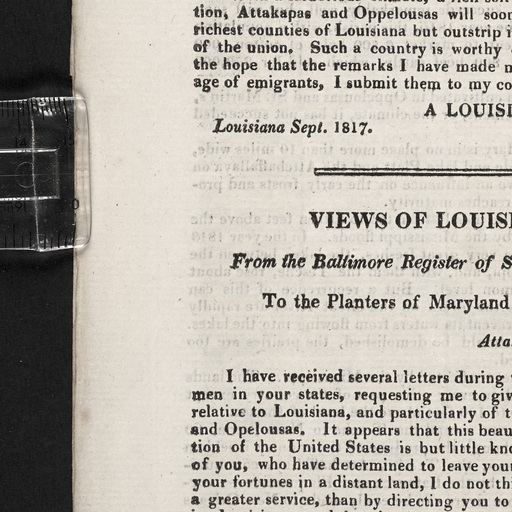 tion, Attakapas and Oppelousas will soon
richest counties of Louisiana but outstrip
of the union. Such a country is worthy
the hope that the remarks I have made
age of emigrants, I submit them to my
A LOUISI
Louisiana Sept. 1817.
VIEWS OF LOUIS
From the Baltimore Register of S
To the Planters of Maryland
Atta
I have received several letters during
men in your states, requesting me to giv
relative to Louisiana, and particularly of
and Opelousas. It appears that this beau
tion of the United States is but little kno
of you, who have determined to leave your
your fortunes in a distant land, I do not thi
a greater service, than by directing you to